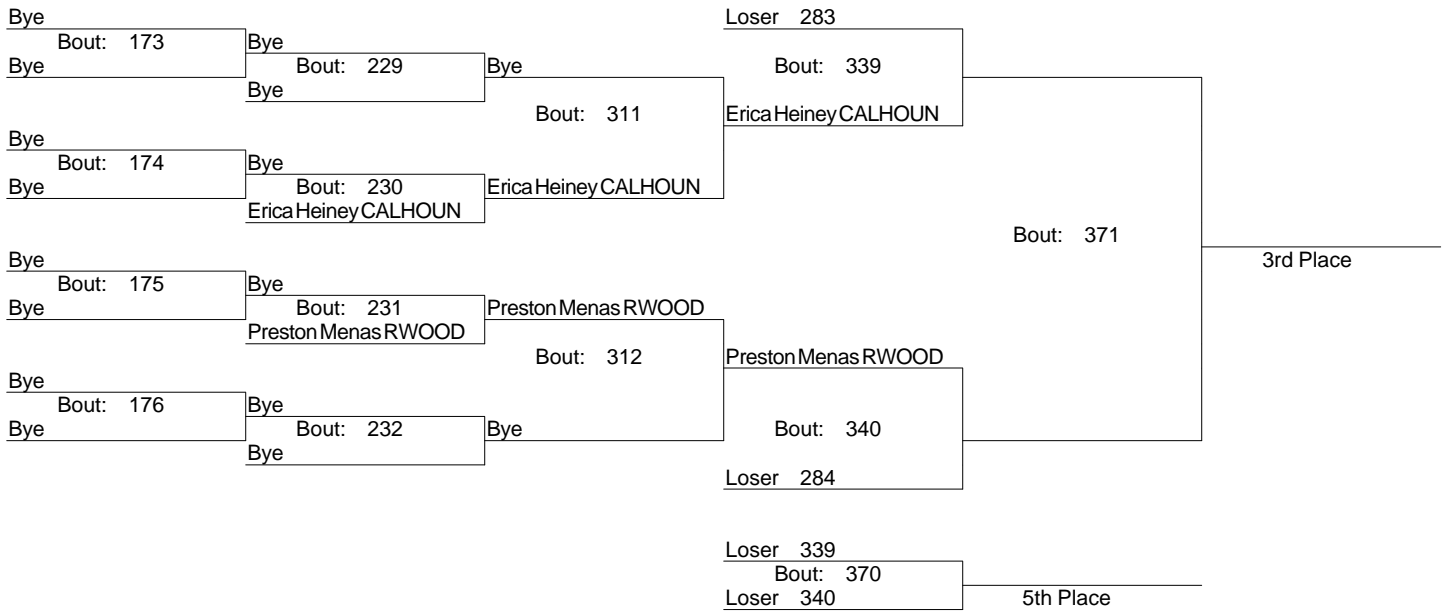 Bye
Loser 283
Bout: 173
Bye
Bye
Bout: 229
Bye
Bout: 339
Bye
Bout: 311
Erica Heiney CALHOUN
Bye
Bout: 174
Bye
Bye
Bout: 230
Erica Heiney CALHOUN
Erica Heiney CALHOUN
Bout: 371
Bye
3rd Place
Bout: 175
Bye
Bye
Bout: 231
Preston Menas RWOOD
Preston Menas RWOOD
Bout: 312
Preston Menas RWOOD
Bye
Bout: 176
Bye
Bye
Bout: 232
Bye
Bout: 340
Bye
Loser 284
Loser 339
Bout: 370
Loser 340
5th Place